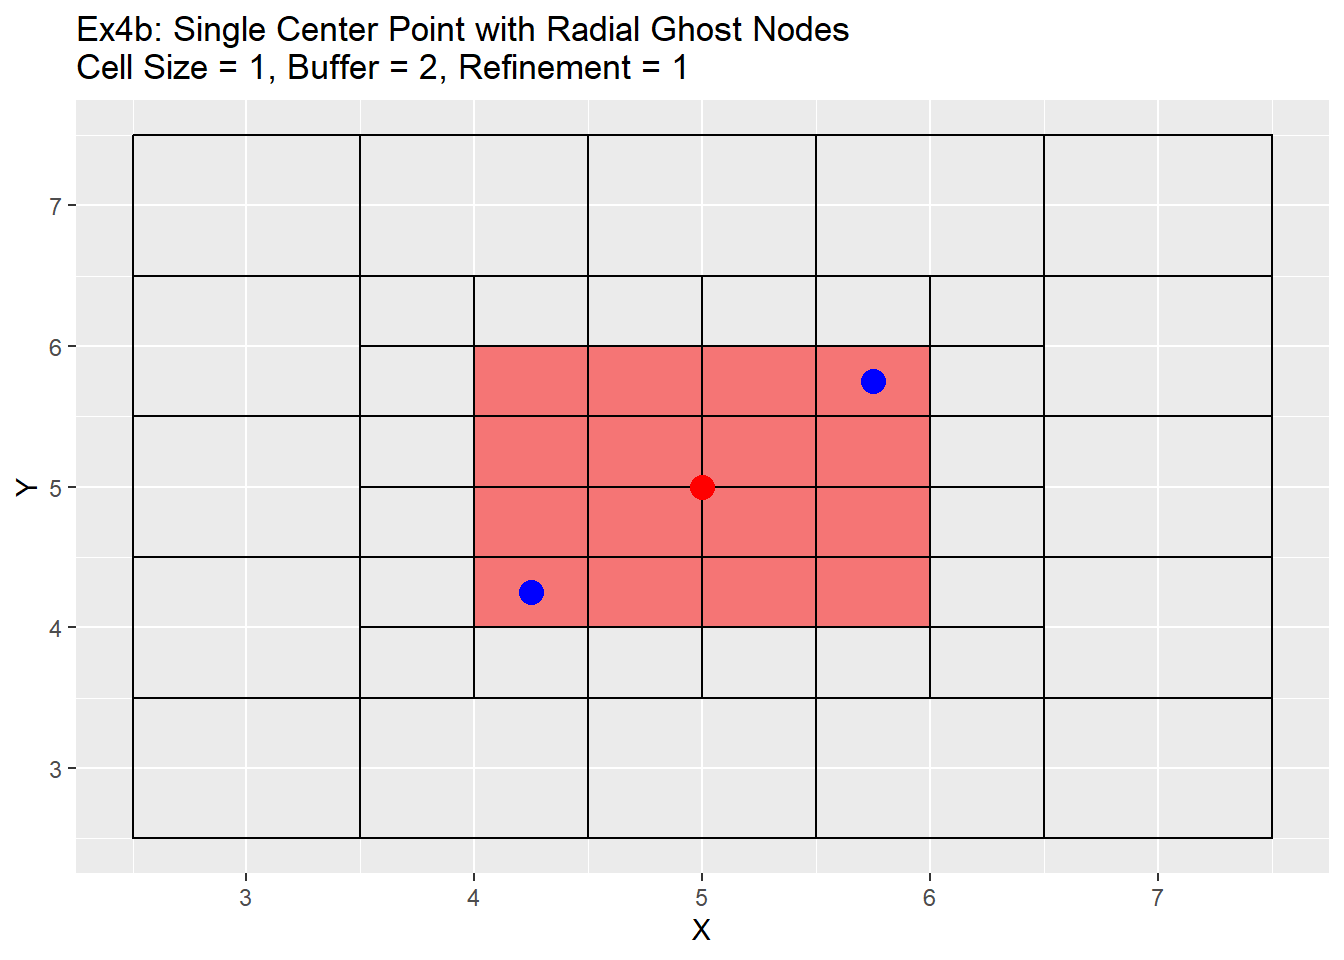 Ex4b: Single Center Point with Radial Ghost Nodes
Cell Size = 1, Buffer = 2, Refinement = 1
7
6
5
4
3
Y
3 4 5 6 7
X